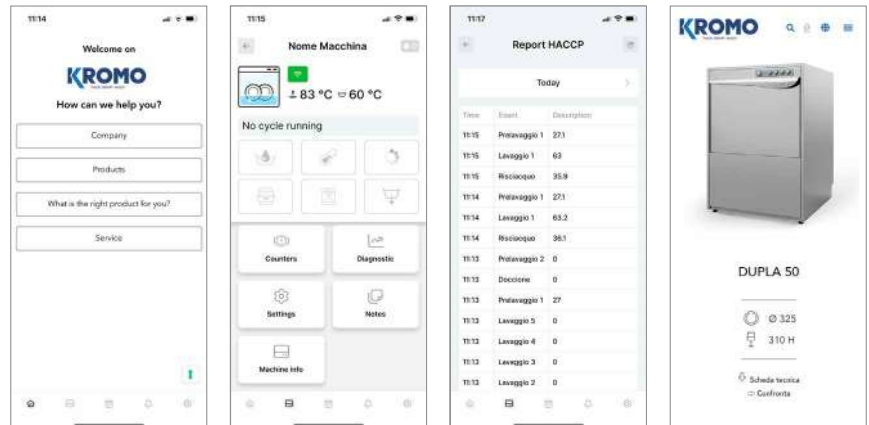 11:14
Welcome on
KROMO
How can we help you?
Company
Products
What is the right product for you?
Service
11:15
Nome Macchina
83 °C 60 °C
No cycle running
Counters
Diagnostic
Settings
Notes
Machine info
11:17
Report HACCP
Today
Time Event Description
11:15 Prelavaggio 1 27.1
11:15 Lavaggio 1 63
11:15 Risciacquo 35.9
11:14 Prelavaggio 1 27.1
11:14 Lavaggio 1 63.2
11:14 Risciacquo 36.1
11:13 Prelavaggio 2 0
11:13 Doccione 0
11:13 Prelavaggio 1 27
11:13 Lavaggio 5 0
11:13 Lavaggio 4 0
11:13 Lavaggio 3 0
11:13 Lavaggio 2 0
KROMO
DUPLA 50
Ø 325
310 H
Scheda tecnica
Confronta